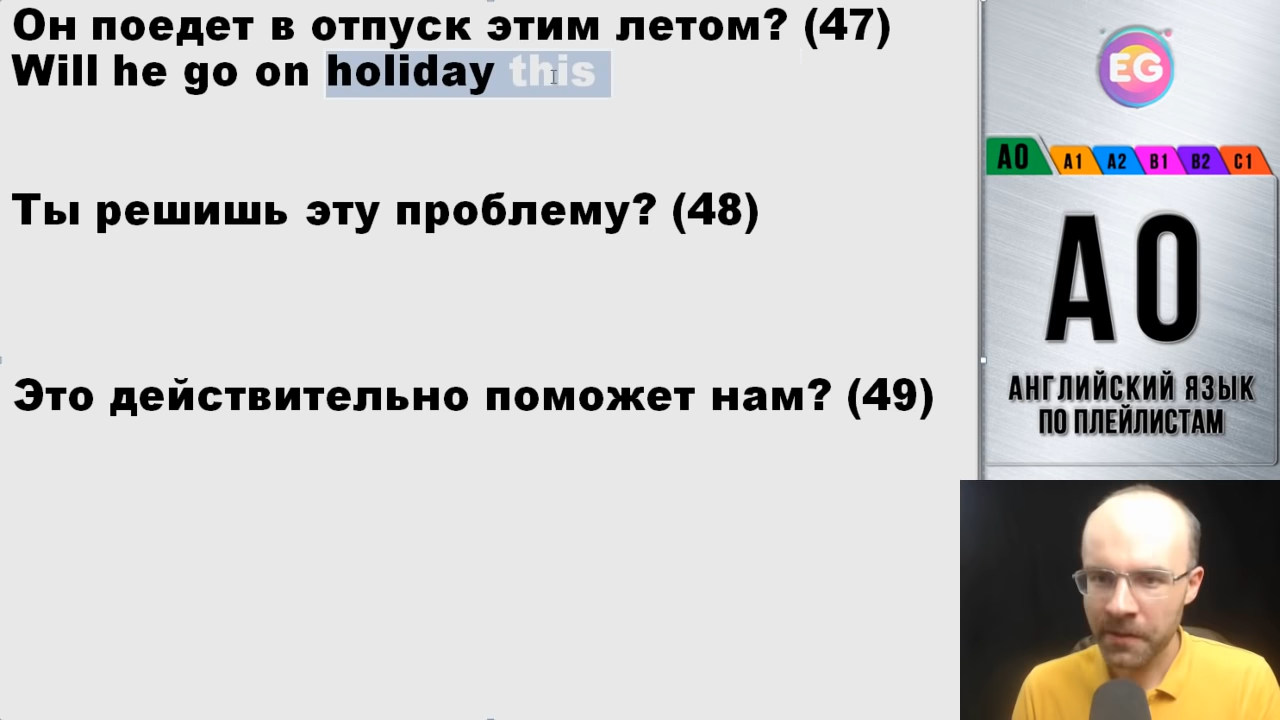 Он поедет в отпуск этим летом? (47)
Will he go on holiday this
Ты решишь эту проблему? (48)
Это действительно поможет нам? (49)
EG
A0 A1 A2 B1 B2 C1
A0
АНГЛИЙСКИЙ ЯЗЫК
ПО ПЛЕЙЛИСТАМ